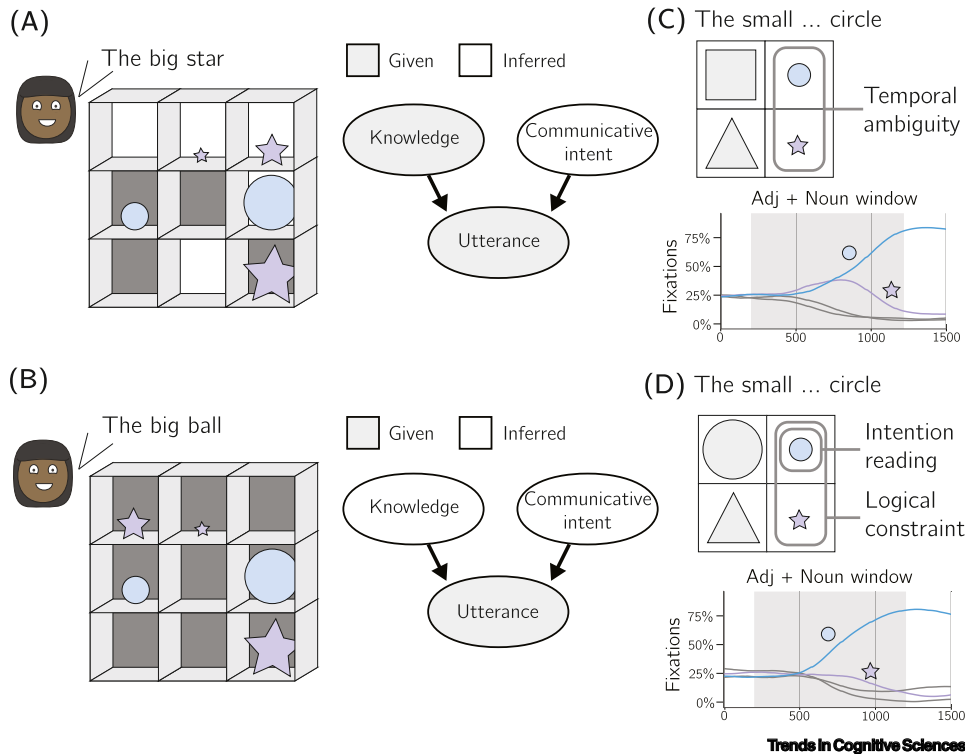 (A)
The big star
Given
Inferred
Knowledge
Communicative
intent
Utterance
(B)
The big ball
Given
Inferred
Knowledge
Communicative
intent
Utterance
(C)
The small ... circle
Temporal
ambiguity
Adj + Noun window
Fixations
75%
50%
25%
0%
0
500
1000
1500
(D)
The small ... circle
Intention
reading
Logical
constraint
Adj + Noun window
Fixations
75%
50%
25%
0%
0
500
1000
1500
Trends in Cognitive Sciences